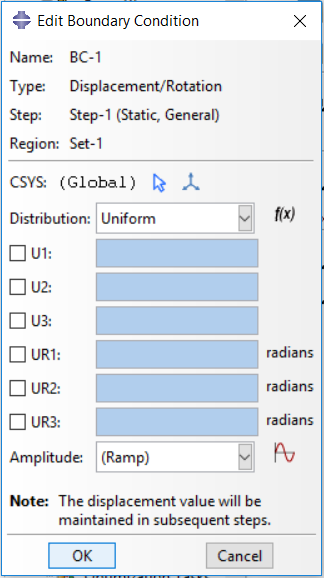 Edit Boundary Condition
Name: BC-1
Type: Displacement/Rotation
Step: Step-1 (Static, General)
Region: Set-1
CSYS: (Global)
Distribution: Uniform f(x)
U1:
U2:
U3:
UR1: radians
UR2: radians
UR3: radians
Amplitude: (Ramp)
Note: The displacement value will be
maintained in subsequent steps.
OK Cancel